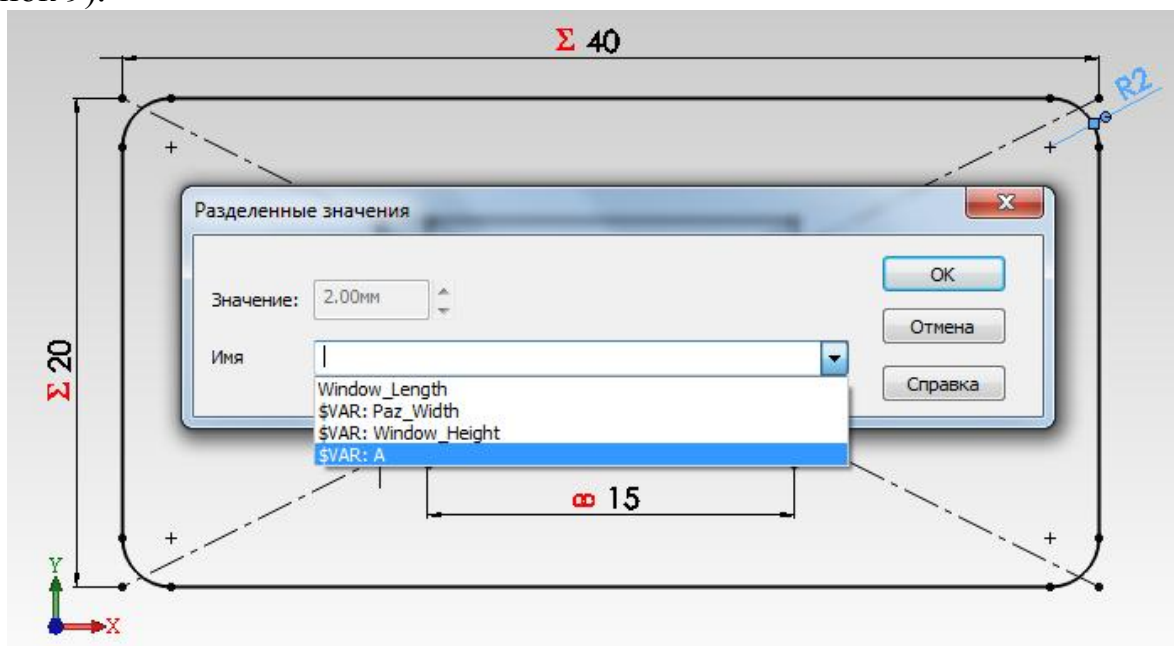 Σ 40
R2
Разделенные значения
Значение: 2.00мм
OK
Имя
Отмена
Справка
Window_Length
$VAR: Paz_Width
$VAR: Window_Height
$VAR: A
Σ 20
15
Y
X